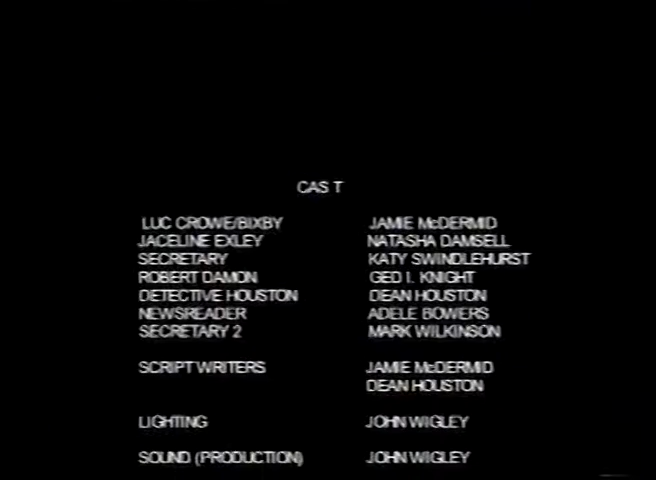 CAST
LUC CROWE/BIXBY JAMIE McDERMID
JACELINE EXLEY NATASHA DAMSELL
SECRETARY KATY SWINDLEHURST
ROBERT DAMON GED I. KNIGHT
DETECTIVE HOUSTON DEAN HOUSTON
NEWSREADER ADELE BOWERS
SECRETARY 2 MARK WILKINSON
SCRIPT WRITERS JAMIE McDERMID
DEAN HOUSTON
LIGHTING JOHN WIGLEY
SOUND (PRODUCTION) JOHN WIGLEY